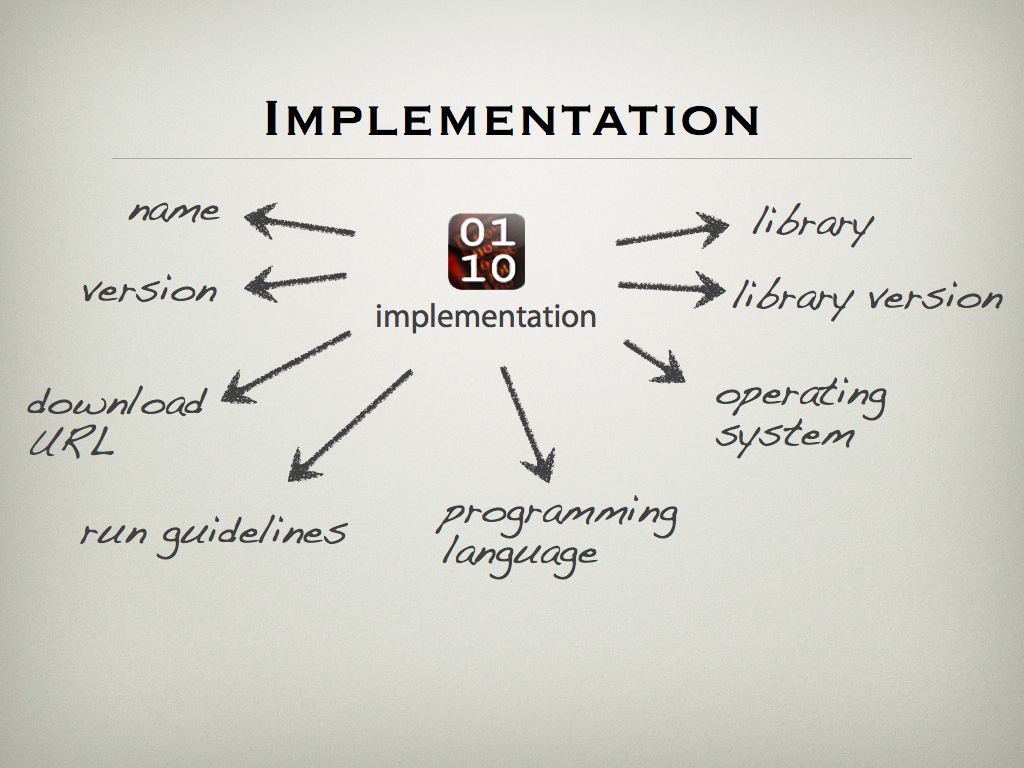 IMPLEMENTATION
name
version
download
URL
run guidelines
01
10
implementation
programming
language
library
library version
operating
system